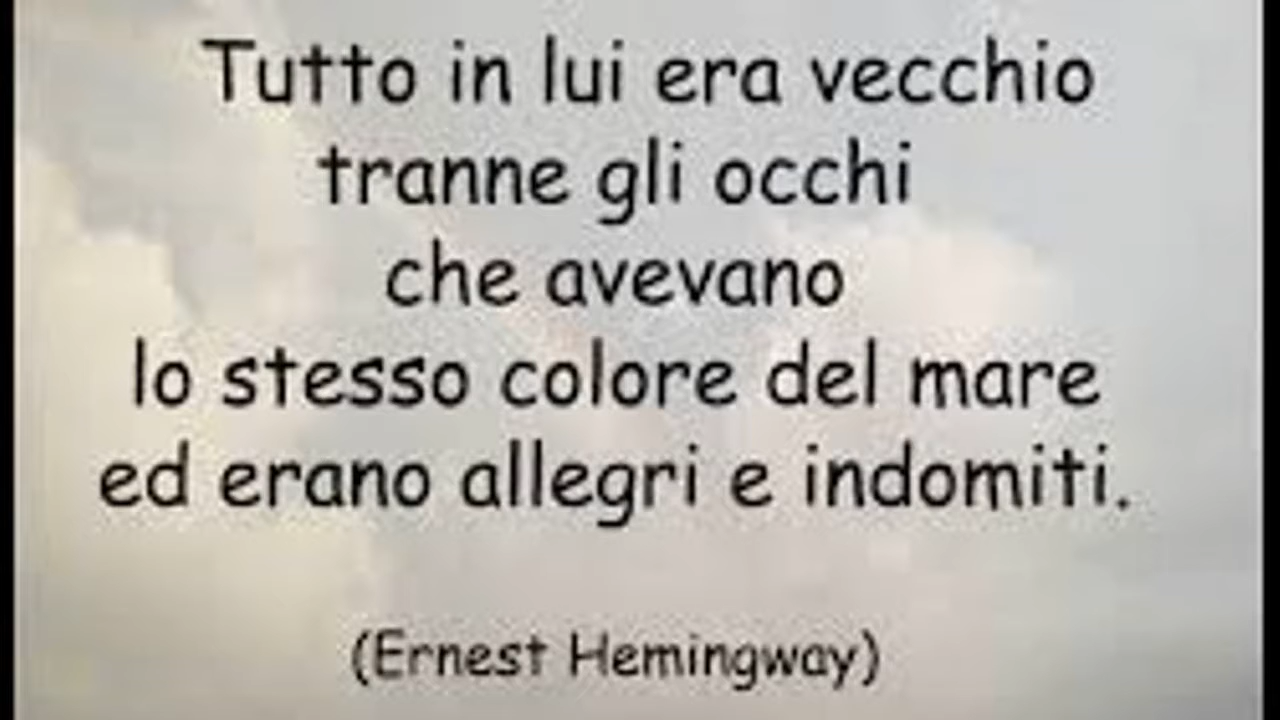 Tutto in lui era vecchio
tranne gli occhi
che avevano
lo stesso colore del mare
ed erano allegri e indomiti.
(Ernest Hemingway)